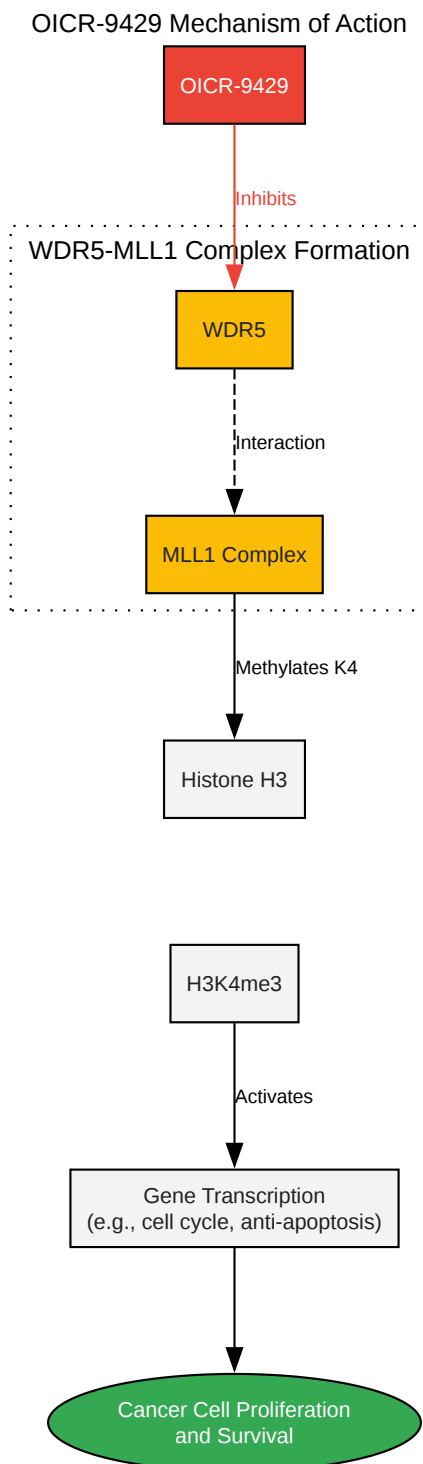 OICR-9429 Mechanism of Action
OICR-9429
Inhibits
WDR5-MLL1 Complex Formation
WDR5
Interaction
MLL1 Complex
Methylates K4
Histone H3
H3K4me3
Activates
Gene Transcription
(e.g., cell cycle, anti-apoptosis)
Cancer Cell Proliferation
and Survival